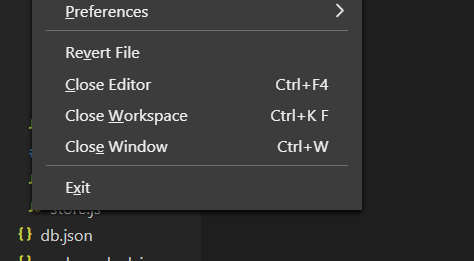 Preferences
Revert File
Close Editor Ctrl+F4
Close Workspace Ctrl+K F
Close Window Ctrl+W
Exit
store.js
db.json